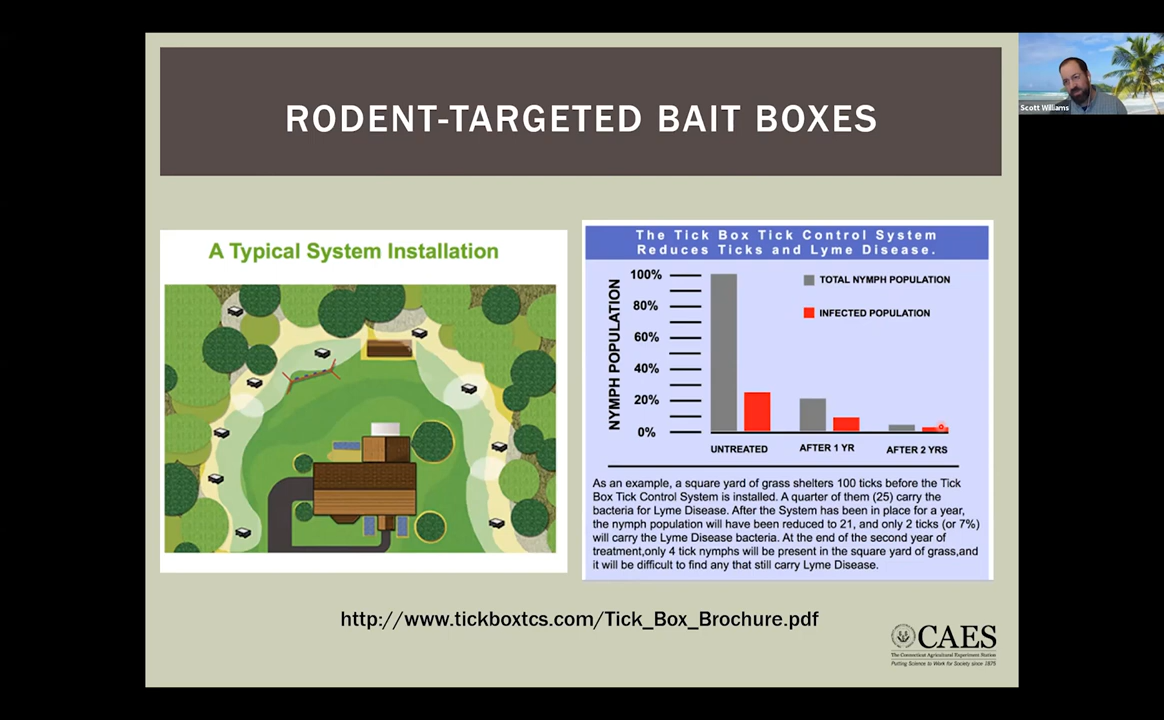 RODENT-TARGETED BAIT BOXES
Scott Williams
A Typical System Installation
The Tick Box Tick Control System
Reduces Ticks and Lyme Disease.
NYMPH POPULATION
100%
80%
60%
40%
20%
0%
TOTAL NYMPH POPULATION
INFECTED POPULATION
UNTREATED
AFTER 1 YR
AFTER 2 YRS
As an example, a square yard of grass shelters 100 ticks before the Tick
Box Tick Control System is installed. A quarter of them (25) carry the
bacteria for Lyme Disease. After the System has been in place for a year,
the nymph population will have been reduced to 21, and only 2 ticks (or 7%)
will carry the Lyme Disease bacteria. At the end of the second year of
treatment,only 4 tick nymphs will be present in the square yard of grass,and
it will be difficult to find any that still carry Lyme Disease.
http://www.tickboxtcs.com/Tick_Box_Brochure.pdf
CAES
The Connecticut Agricultural Experiment Station
Putting Science to Work for Society since 1875